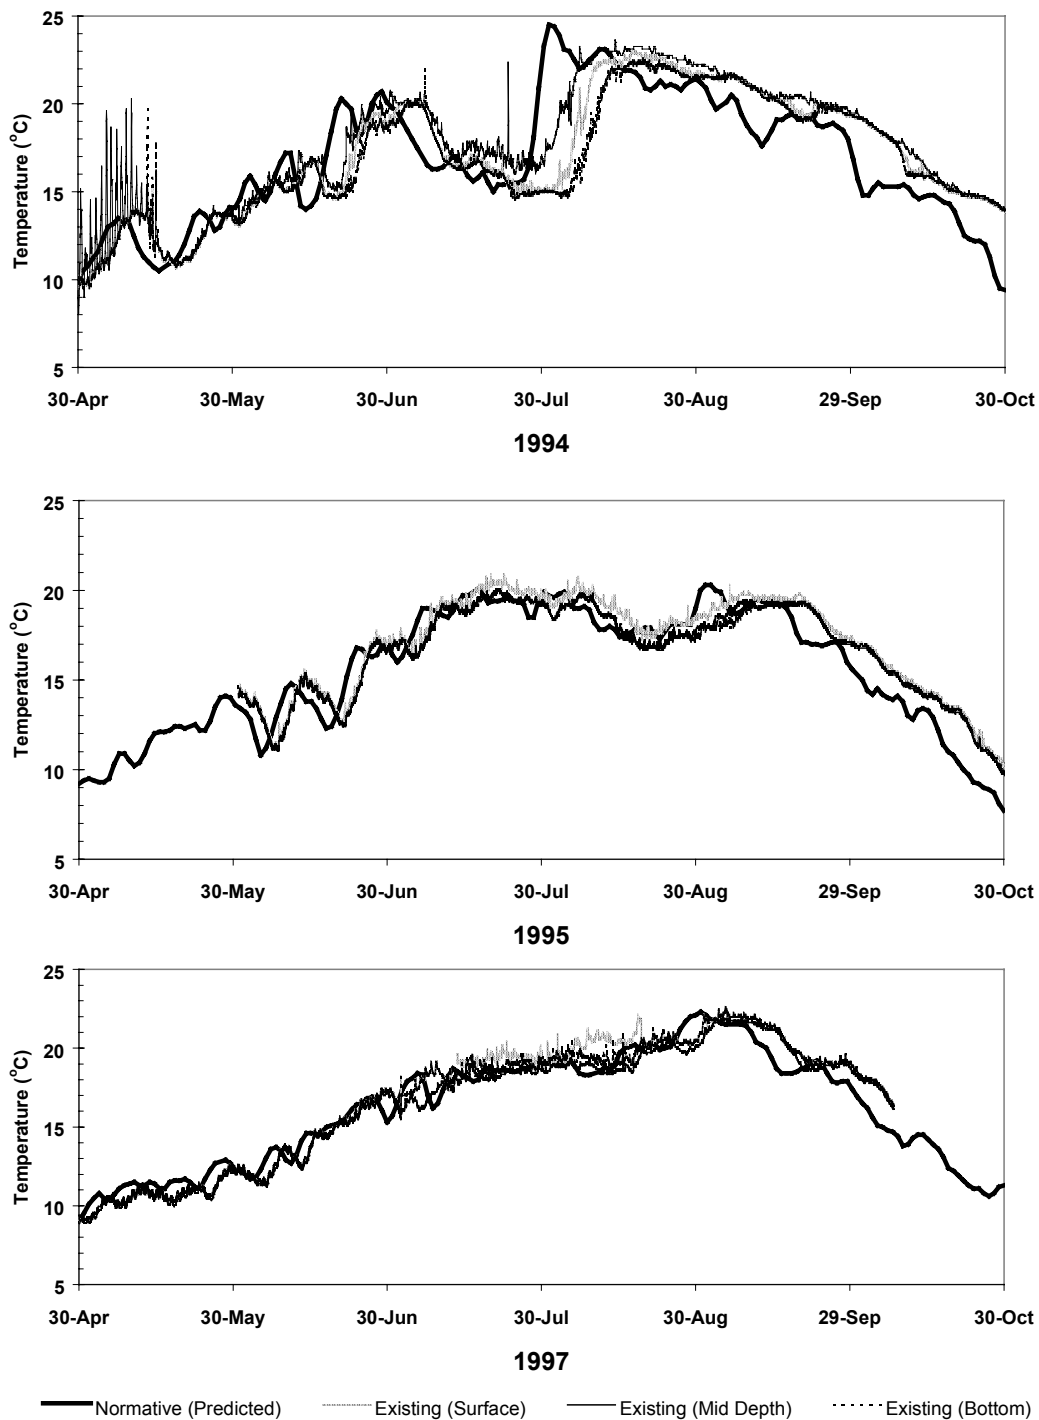 25
20
15
10
5
Temperature (°C)
30-Apr 30-May 30-Jun 30-Jul 30-Aug 29-Sep 30-Oct
1994
25
20
15
10
5
Temperature (°C)
30-Apr 30-May 30-Jun 30-Jul 30-Aug 29-Sep 30-Oct
1995
25
20
15
10
5
Temperature (°C)
30-Apr 30-May 30-Jun 30-Jul 30-Aug 29-Sep 30-Oct
1997
Normative (Predicted) Existing (Surface) Existing (Mid Depth) Existing (Bottom)